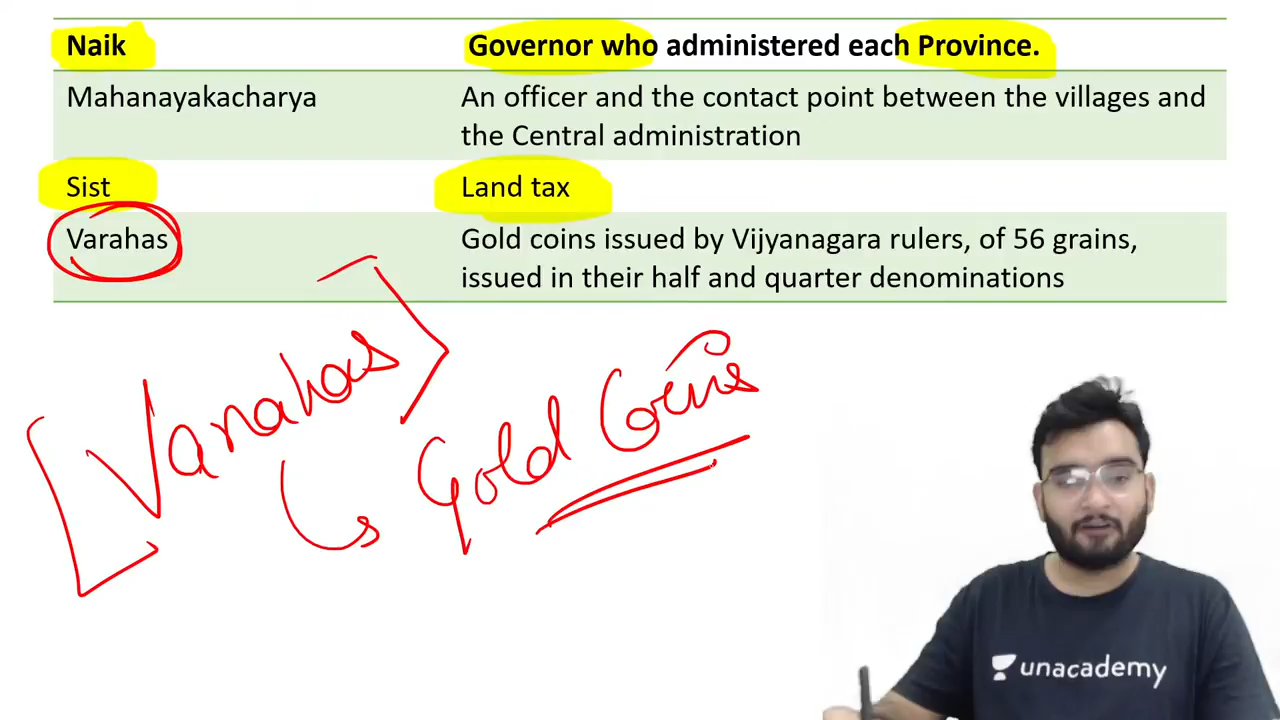 Naik
Governor who administered each Province.
Mahanayakacharya
An officer and the contact point between the villages and
the Central administration
Sist
Land tax
Varahas
Gold coins issued by Vijyanagara rulers, of 56 grains,
issued in their half and quarter denominations
[Varahas]
Gold Coins
unacademy